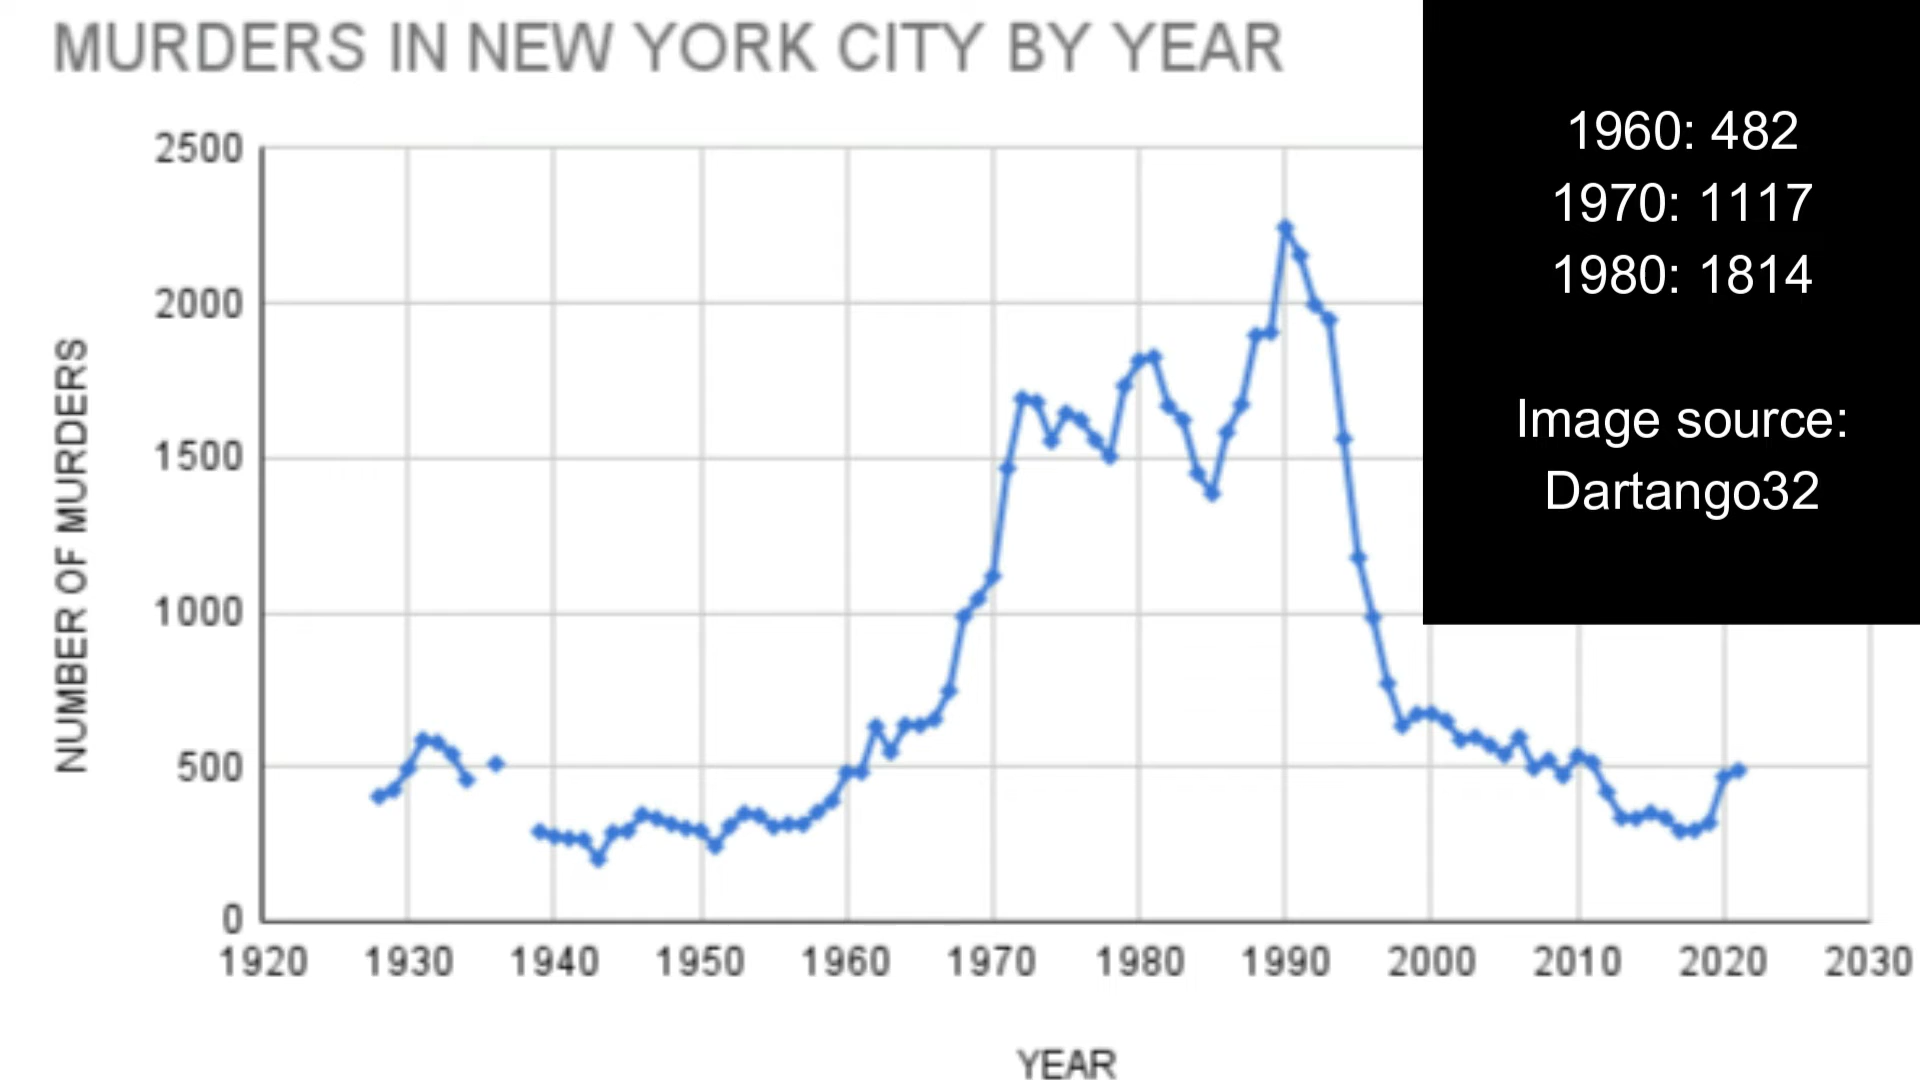 MURDERS IN NEW YORK CITY BY YEAR
1960: 482
1970: 1117
1980: 1814
Image source:
Dartango32
NUMBER OF MURDERS
2500
2000
1500
1000
500
0
1920 1930 1940 1950 1960 1970 1980 1990 2000 2010 2020 2030
YEAR